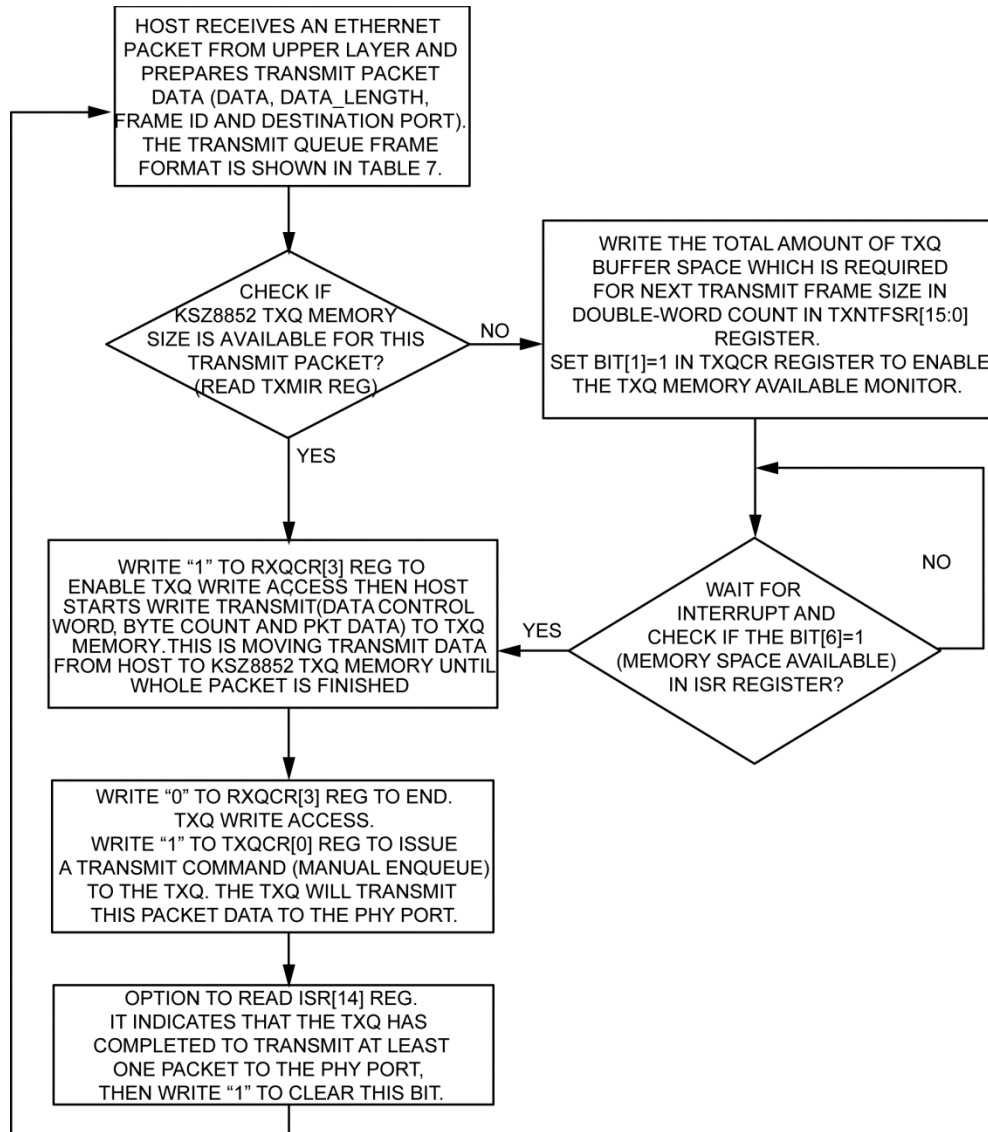 HOST RECEIVES AN ETHERNET
PACKET FROM UPPER LAYER AND
PREPARES TRANSMIT PACKET
DATA (DATA, DATA_LENGTH,
FRAME ID AND DESTINATION PORT).
THE TRANSMIT QUEUE FRAME
FORMAT IS SHOWN IN TABLE 7.
CHECK IF
KSZ8852 TXQ MEMORY
SIZE IS AVAILABLE FOR THIS
TRANSMIT PACKET?
(READ TXMIR REG)
NO
WRITE THE TOTAL AMOUNT OF TXQ
BUFFER SPACE WHICH IS REQUIRED
FOR NEXT TRANSMIT FRAME SIZE IN
DOUBLE-WORD COUNT IN TXNTFSR[15:0]
REGISTER.
SET BIT[1]=1 IN TXQCR REGISTER TO ENABLE
THE TXQ MEMORY AVAILABLE MONITOR.
YES
WRITE “1” TO RXQCR[3] REG TO
ENABLE TXQ WRITE ACCESS THEN HOST
STARTS WRITE TRANSMIT(DATA CONTROL
WORD, BYTE COUNT AND PKT DATA) TO TXQ
MEMORY.THIS IS MOVING TRANSMIT DATA
FROM HOST TO KSZ8852 TXQ MEMORY UNTIL
WHOLE PACKET IS FINISHED
YES
WAIT FOR
INTERRUPT AND
CHECK IF THE BIT[6]=1
(MEMORY SPACE AVAILABLE)
IN ISR REGISTER?
NO
WRITE “0” TO RXQCR[3] REG TO END.
TXQ WRITE ACCESS.
WRITE “1” TO TXQCR[0] REG TO ISSUE
A TRANSMIT COMMAND (MANUAL ENQUEUE)
TO THE TXQ. THE TXQ WILL TRANSMIT
THIS PACKET DATA TO THE PHY PORT.
OPTION TO READ ISR[14] REG.
IT INDICATES THAT THE TXQ HAS
COMPLETED TO TRANSMIT AT LEAST
ONE PACKET TO THE PHY PORT,
THEN WRITE “1” TO CLEAR THIS BIT.